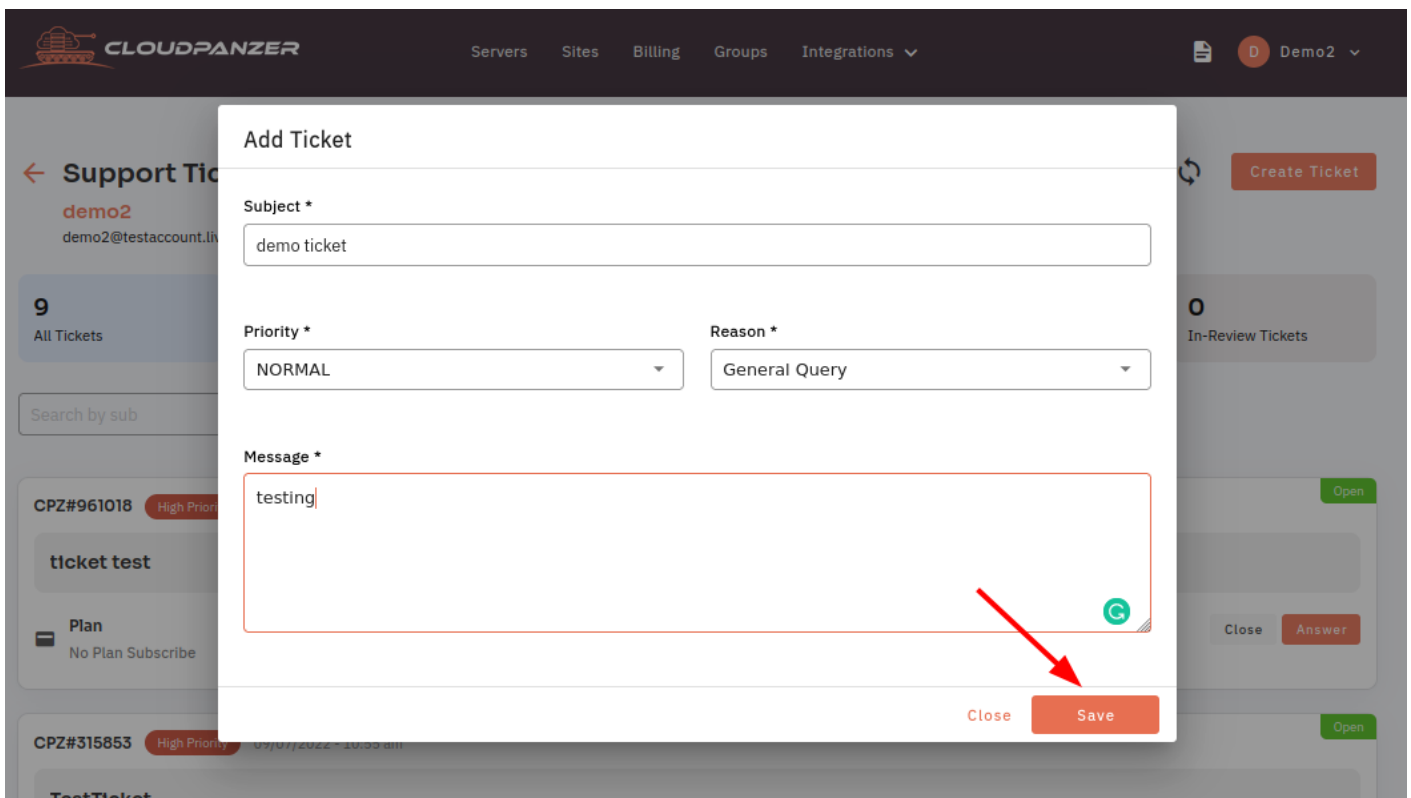 CLOUDPANZER
Servers Sites Billing Groups Integrations
D Demo2
Add Ticket
Support Tic
Create Ticket
demo2
demo2@testaccount.liv
Subject *
demo ticket
9
All Tickets
0
In-Review Tickets
Priority *
Reason *
NORMAL
General Query
Search by sub
Message *
testing
CPZ#961018 High Priori
Open
ticket test
Plan
No Plan Subscribe
Close Answer
Close Save
CPZ#315853 High Priority 09/07/2022 - 10:55 am
Open
TestTicket